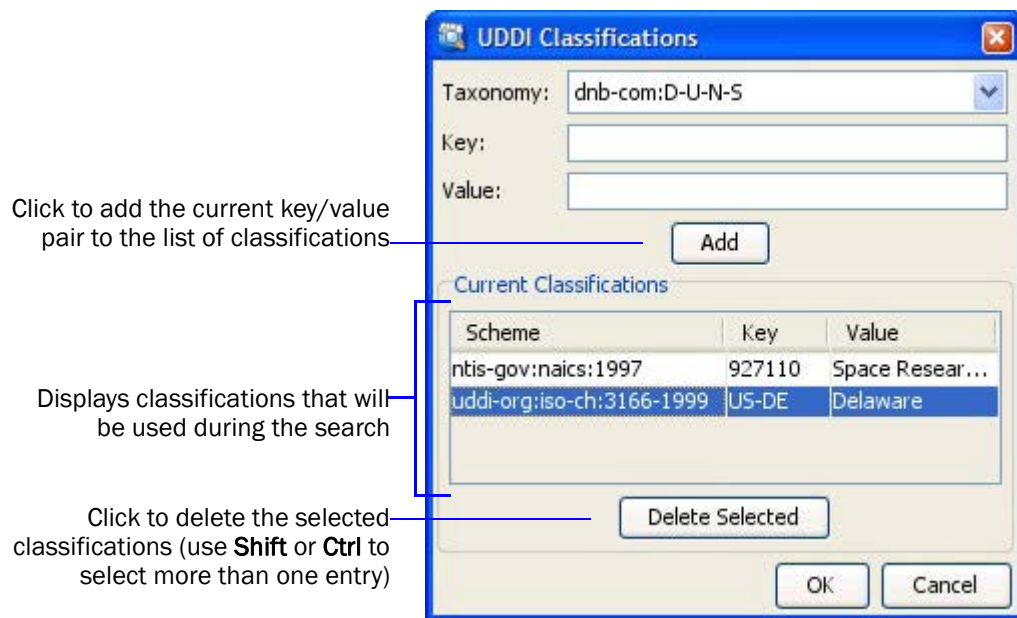 UDDI Classifications
Taxonomy: dnb-com:D-U-N-S
Key:
Value:
Click to add the current key/value
pair to the list of classifications
Add
Current Classifications
Scheme Key Value
ntis-gov:naics:1997 927110 Space Resear...
uddi-org:iso-ch:3166-1999 US-DE Delaware
Displays classifications that will
be used during the search
Click to delete the selected
classifications (use Shift or Ctrl to
select more than one entry)
Delete Selected
OK Cancel